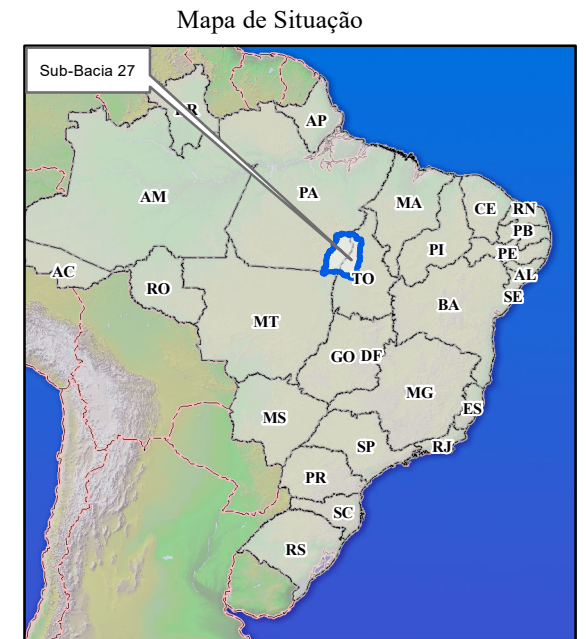 Mapa de Situação
Sub-Bacia 27
AP
PA
AM
MA
CE
RN
PB
PI
PE
AC
TO
AL
RO
SE
BA
MT
GO
DF
MG
MS
ES
SP
RJ
PR
SC
RS